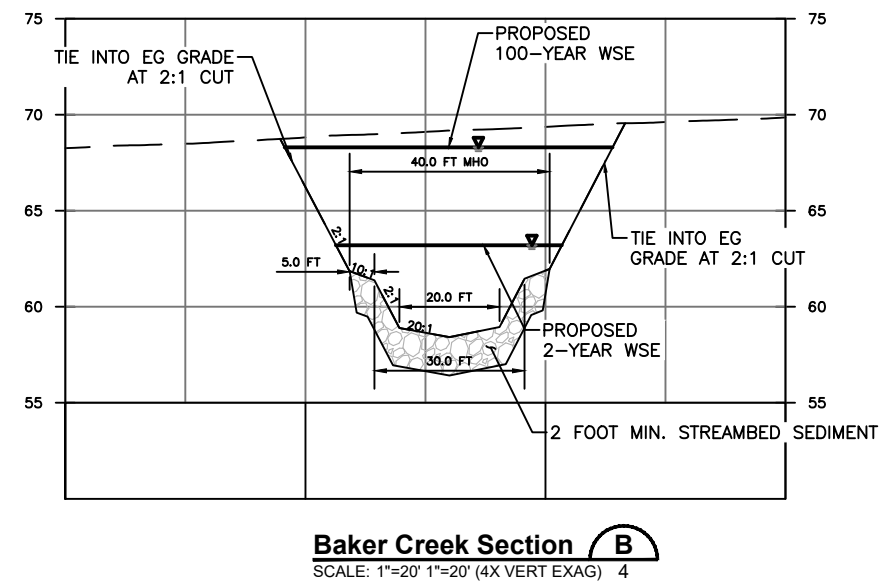 75
75
PROPOSED
100-YEAR WSE
TIE INTO EG GRADE
AT 2:1 CUT
70
70
40.0 FT MHO
65
65
2:1
TIE INTO EG
GRADE AT 2:1 CUT
5.0 FT
10:1
2:1
20.0 FT
60
60
20:1
PROPOSED
2-YEAR WSE
30.0 FT
55
55
2 FOOT MIN. STREAMBED SEDIMENT
Baker Creek Section B
SCALE: 1"=20' 1"=20' (4X VERT EXAG) 4